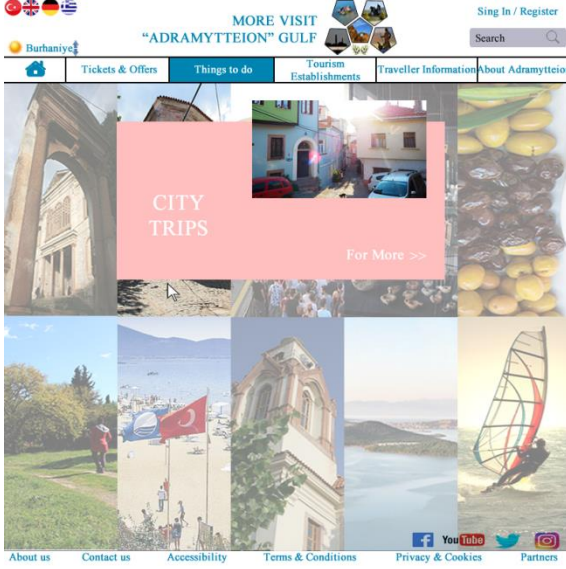 MORE VISIT
“ADRAMYTTEION” GULF
Sing In / Register
Search
Burhaniye
Tickets & Offers
Things to do
Tourism
Establishments
Traveller Information
About Adramytteio
CITY
TRIPS
For More >>
YouTube
About us
Contact us
Accessibility
Terms & Conditions
Privacy & Cookies
Partners